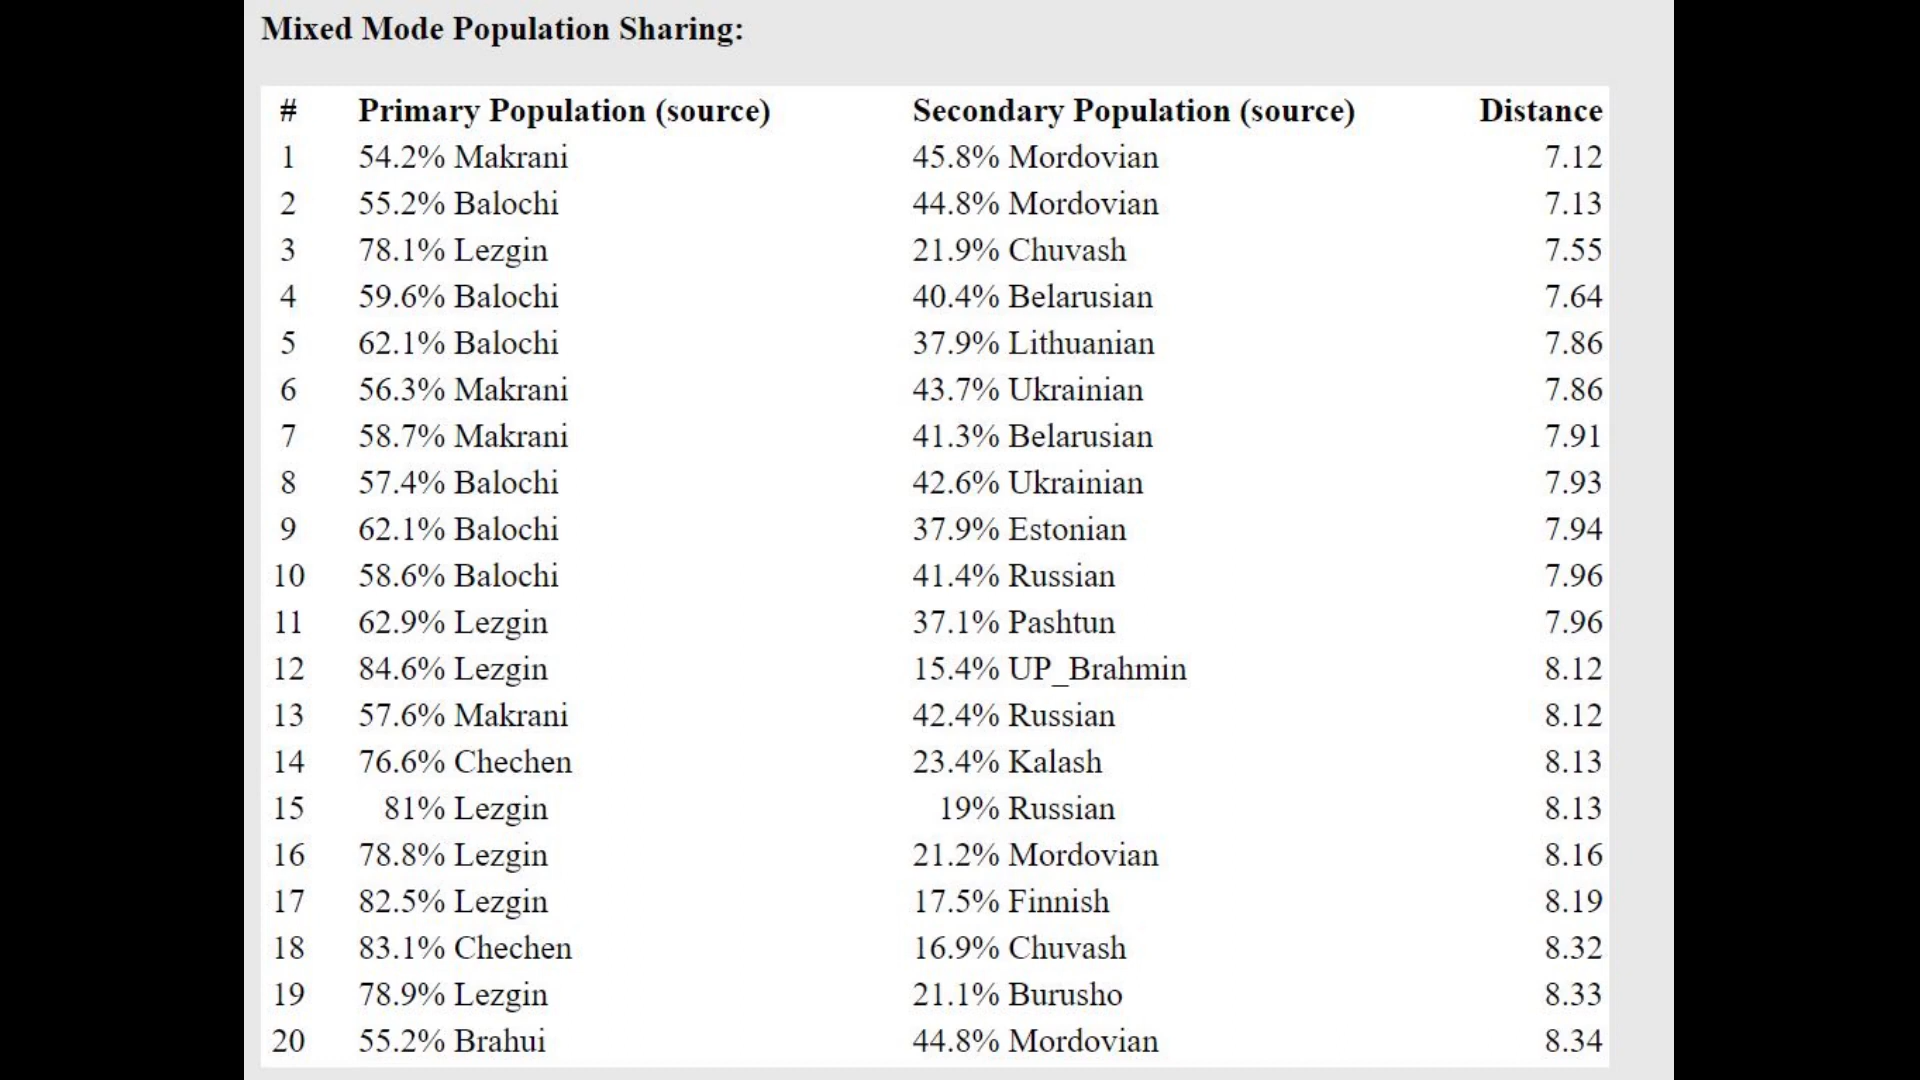 Mixed Mode Population Sharing:
# Primary Population (source) Secondary Population (source) Distance
1 54.2% Makrani 45.8% Mordovian 7.12
2 55.2% Balochi 44.8% Mordovian 7.13
3 78.1% Lezgin 21.9% Chuvash 7.55
4 59.6% Balochi 40.4% Belarusian 7.64
5 62.1% Balochi 37.9% Lithuanian 7.86
6 56.3% Makrani 43.7% Ukrainian 7.86
7 58.7% Makrani 41.3% Belarusian 7.91
8 57.4% Balochi 42.6% Ukrainian 7.93
9 62.1% Balochi 37.9% Estonian 7.94
10 58.6% Balochi 41.4% Russian 7.96
11 62.9% Lezgin 37.1% Pashtun 7.96
12 84.6% Lezgin 15.4% UP_Brahmin 8.12
13 57.6% Makrani 42.4% Russian 8.12
14 76.6% Chechen 23.4% Kalash 8.13
15 81% Lezgin 19% Russian 8.13
16 78.8% Lezgin 21.2% Mordovian 8.16
17 82.5% Lezgin 17.5% Finnish 8.19
18 83.1% Chechen 16.9% Chuvash 8.32
19 78.9% Lezgin 21.1% Burusho 8.33
20 55.2% Brahui 44.8% Mordovian 8.34